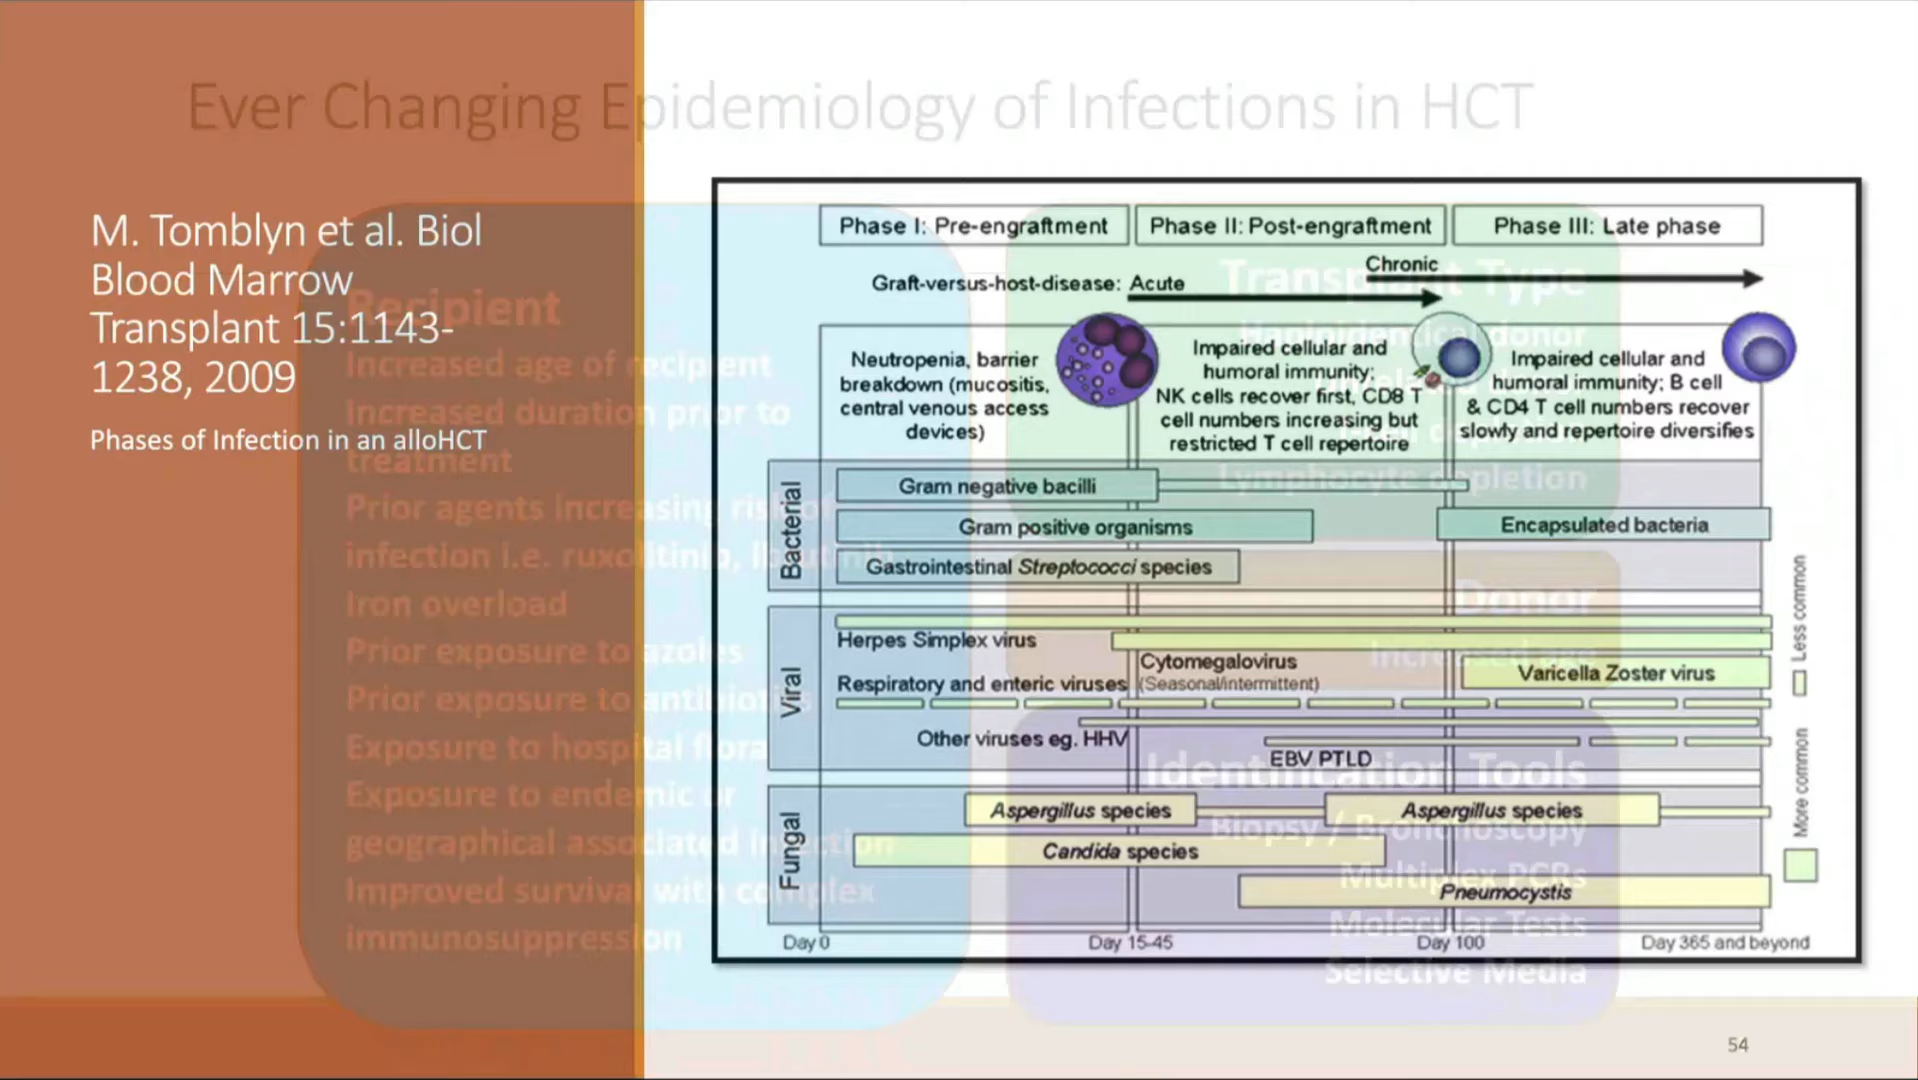 Ever Changing Epidemiology of Infections in HCT
M. Tomblyn et al. Biol
Blood Marrow
Transplant 15:1143-
1238, 2009
Phases of Infection in an alloHCT
Recipient
Increased age of recipient
Increased duration prior to
treatment
Prior agents increasing risk of
infection i.e. ruxolitinib, ibrutinib
Iron overload
Prior exposure to azoles
Prior exposure to antibiotics
Exposure to hospital flora
Exposure to endemic or
geographical associated infection
Improved survival with complex
immunosuppression
Transplant Type
Haploidentical donor
Lymphocyte depletion
Donor
Increased age
Identification Tools
Biopsy / Bronchoscopy
Multiplex PCRs
Molecular Tests
Selective Media
Phase I: Pre-engraftment
Phase II: Post-engraftment
Phase III: Late phase
Chronic
Graft-versus-host-disease: Acute
Neutropenia, barrier
breakdown (mucositis,
central venous access
devices)
Impaired cellular and
humoral immunity;
NK cells recover first, CD8 T
cell numbers increasing but
restricted T cell repertoire
Impaired cellular and
humoral immunity; B cell
& CD4 T cell numbers recover
slowly and repertoire diversifies
Bacterial
Gram negative bacilli
Gram positive organisms
Encapsulated bacteria
Gastrointestinal Streptococci species
Viral
Herpes Simplex virus
Cytomegalovirus
Varicella Zoster virus
Respiratory and enteric viruses (Seasonal/intermittent)
Other viruses eg. HHV
EBV PTLD
Fungal
Aspergillus species
Aspergillus species
Candida species
Pneumocystis
Day 0
Day 15-45
Day 100
Day 365 and beyond
Less common
More common
54